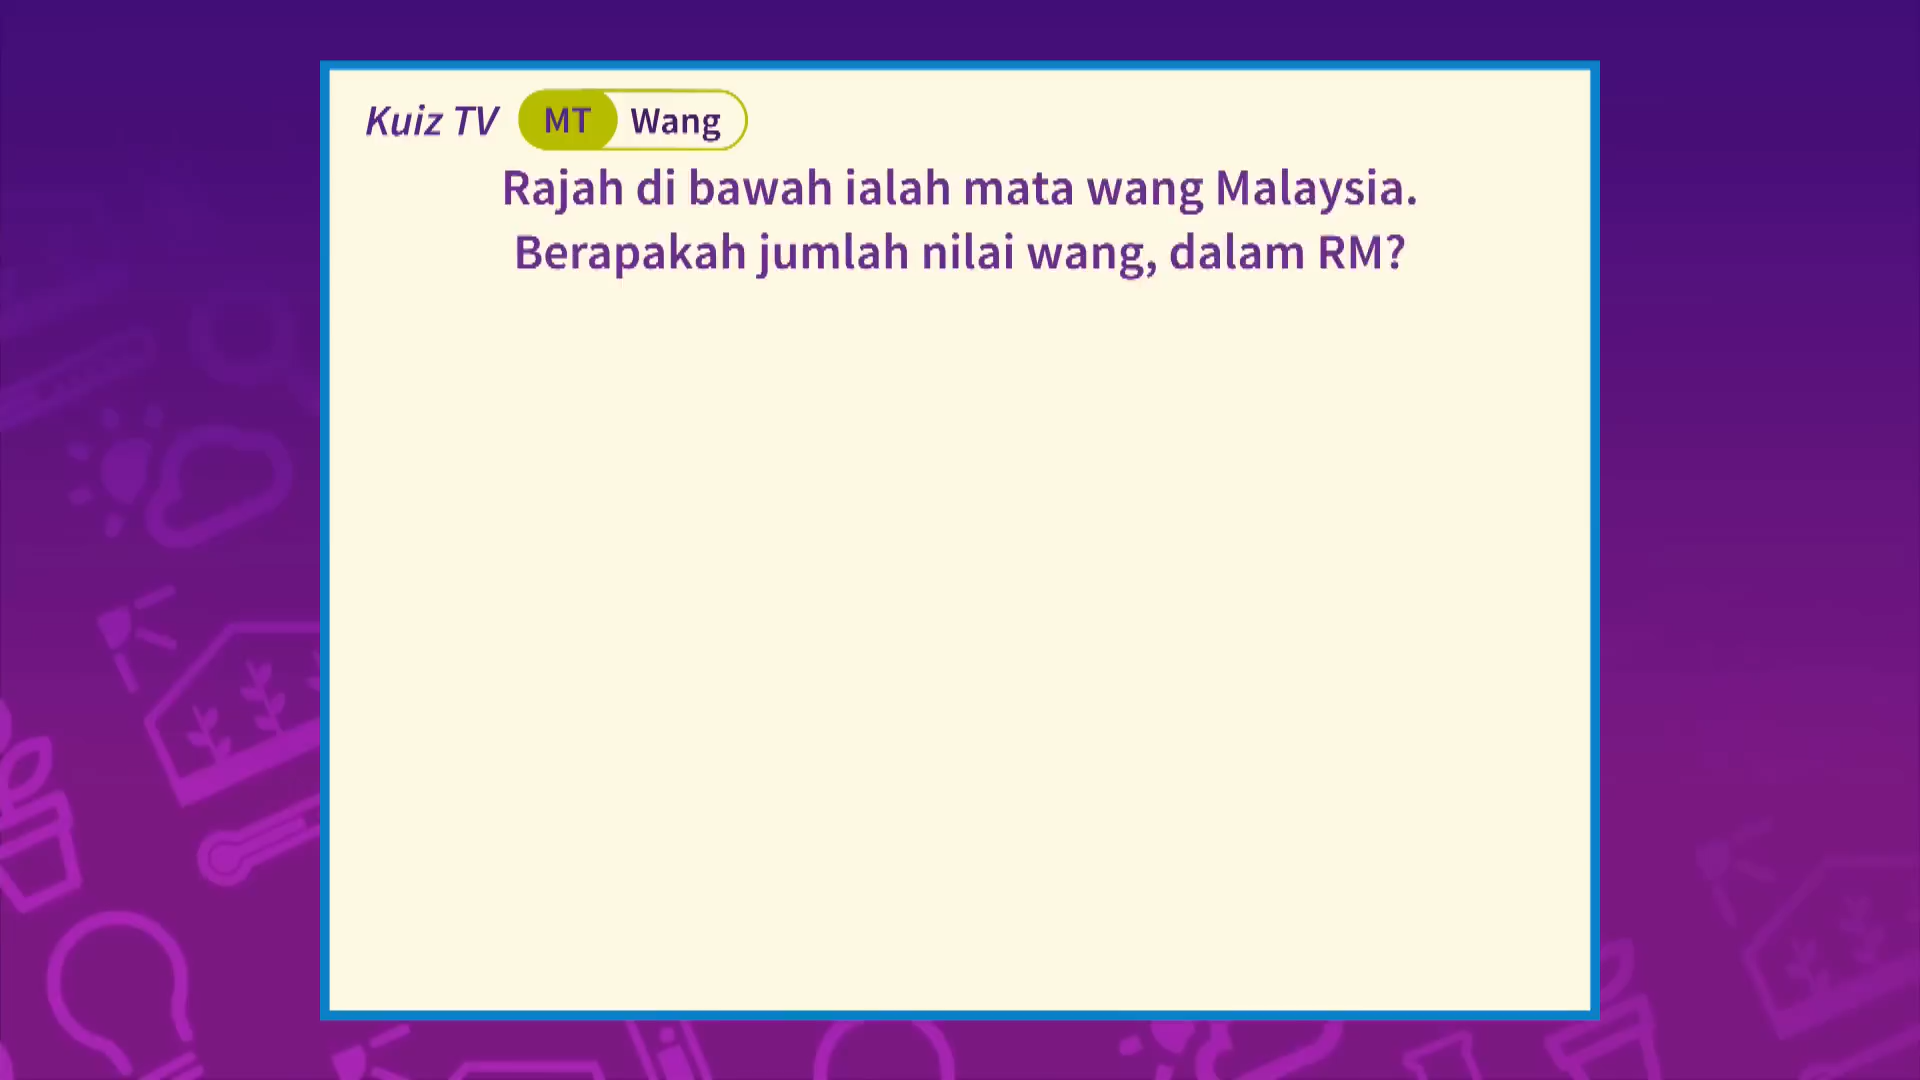 Kuiz TV MT Wang
Rajah di bawah ialah mata wang Malaysia.
Berapakah jumlah nilai wang, dalam RM?